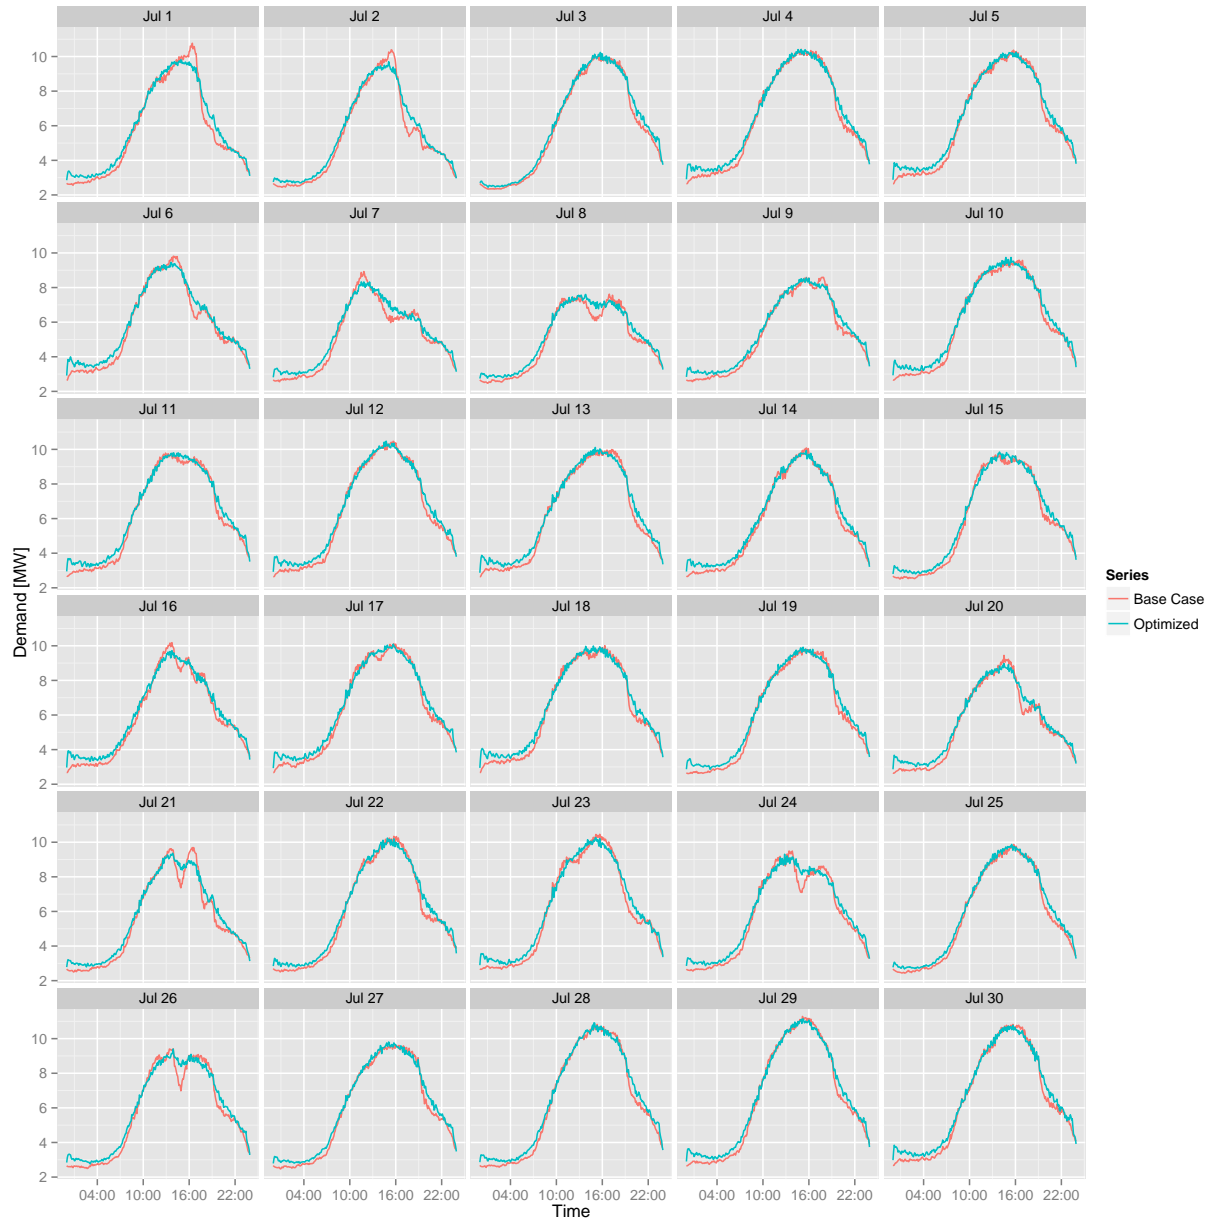 Jul 1
Jul 2
Jul 3
Jul 4
Jul 5
10
8
6
4
2
Jul 6
Jul 7
Jul 8
Jul 9
Jul 10
10
8
6
4
2
Jul 11
Jul 12
Jul 13
Jul 14
Jul 15
10
8
6
4
2
Demand [MW]
Series
Base Case
Optimized
Jul 16
Jul 17
Jul 18
Jul 19
Jul 20
10
8
6
4
2
Jul 21
Jul 22
Jul 23
Jul 24
Jul 25
10
8
6
4
2
Jul 26
Jul 27
Jul 28
Jul 29
Jul 30
10
8
6
4
2
04:00 10:00 16:00 22:00
04:00 10:00 16:00 22:00
04:00 10:00 16:00 22:00
04:00 10:00 16:00 22:00
04:00 10:00 16:00 22:00
Time